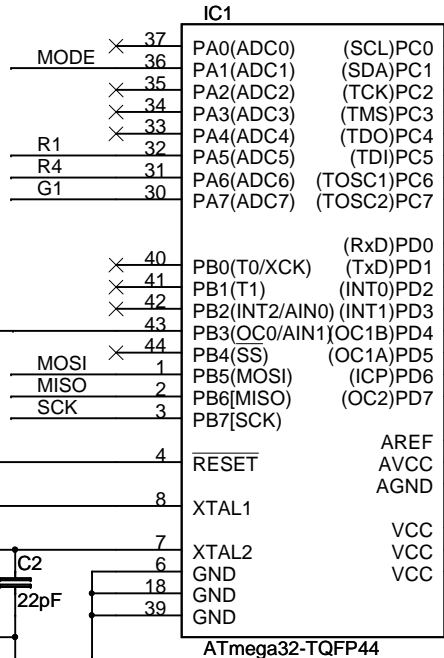 IC1
37 PA0(ADC0) (SCL)PC0
MODE 36 PA1(ADC1) (SDA)PC1
35 PA2(ADC2) (TCK)PC2
34 PA3(ADC3) (TMS)PC3
33 PA4(ADC4) (TDO)PC4
R1 32 PA5(ADC5) (TDI)PC5
R4 31 PA6(ADC6) (TOSC1)PC6
G1 30 PA7(ADC7) (TOSC2)PC7
(RxD)PD0
40 PB0(T0/XCK) (TxD)PD1
41 PB1(T1) (INT0)PD2
42 PB2(INT2/AIN0) (INT1)PD3
43 PB3(OC0/AIN1) (OC1B)PD4
44 PB4(SS) (OC1A)PD5
MOSI 1 PB5(MOSI) (ICP)PD6
MISO 2 PB6[MISO) (OC2)PD7
SCK 3 PB7[SCK)
AREF
4 RESET AVCC
AGND
8 XTAL1
VCC
7 XTAL2 VCC
C2 6 GND VCC
22pF 18 GND
39 GND
ATmega32-TQFP44